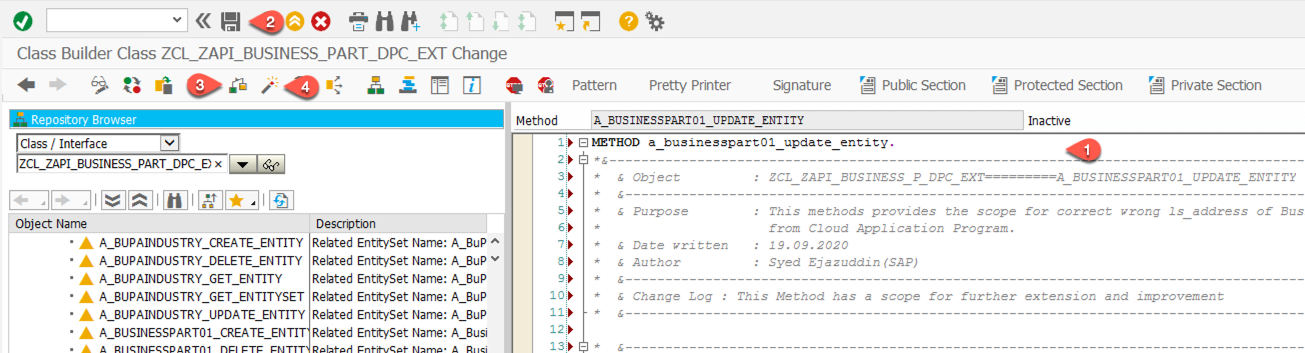 2
Class Builder Class ZCL_ZAPI_BUSINESS_PART_DPC_EXT Change
3
4
Pattern Pretty Printer Signature Public Section Protected Section Private Section
Repository Browser
Class / Interface
ZCL_ZAPI_BUSINESS_PART_DPC_E
Object Name Description
A_BUPAINDUSTRY_CREATE_ENTITY Related EntitySet Name: A_BuP
A_BUPAINDUSTRY_DELETE_ENTITY Related EntitySet Name: A_BuP
A_BUPAINDUSTRY_GET_ENTITY Related EntitySet Name: A_BuP
A_BUPAINDUSTRY_GET_ENTITYSET Related EntitySet Name: A_BuP
A_BUPAINDUSTRY_UPDATE_ENTITY Related EntitySet Name: A_BuP
A_BUSINESSPART01_CREATE_ENTITY Related EntitySet Name: A_Busi
A_BUSINESSPART01_DELETE_ENTITY Related EntitySet Name: A_Busi
Method A_BUSINESSPART01_UPDATE_ENTITY Inactive
1 METHOD a_businesspart01_update_entity.
1
2 *&---------------------------------------------------------------------
3 * & Object : ZCL_ZAPI_BUSINESS_P_DPC_EXT=========A_BUSINESSPART01_UPDATE_ENTITY
4 * &---------------------------------------------------------------------
5 * & Purpose : This methods provides the scope for correct wrong ls_address of Bus
6 * & from Cloud Application Program.
7 * & Date written : 19.09.2020
8 * & Author : Syed Ejazuddin(SAP)
9 * &---------------------------------------------------------------------
10 * & Change Log : This Method has a scope for further extension and improvement
11 * &---------------------------------------------------------------------
12
13 * &---------------------------------------------------------------------